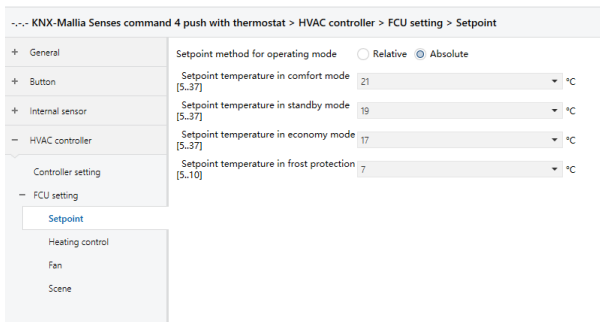 -.-.- KNX-Mallia Senses command 4 push with thermostat > HVAC controller > FCU setting > Setpoint
+ General
+ Button
+ Internal sensor
− HVAC controller
Controller setting
− FCU setting
Setpoint
Heating control
Fan
Scene
Setpoint method for operating mode Relative Absolute
Setpoint temperature in comfort mode
[5..37] 21 °C
Setpoint temperature in standby mode
[5..37] 19 °C
Setpoint temperature in economy mode
[5..37] 17 °C
Setpoint temperature in frost protection
[5..10] 7 °C